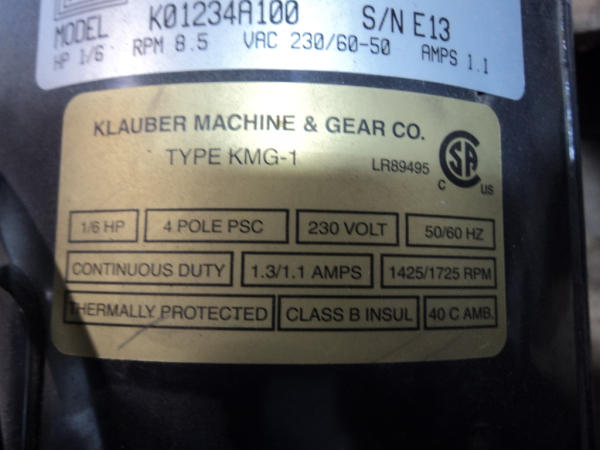 MODEL K01234A100 S/N E13
HP 1/6 RPM 8.5 VAC 230/60-50 AMPS 1.1
KLAUBER MACHINE & GEAR CO.
TYPE KMG-1 LR89495
C SA US
1/6 HP 4 POLE PSC 230 VOLT 50/60 HZ
CONTINUOUS DUTY 1.3/1.1 AMPS 1425/1725 RPM
THERMALLY PROTECTED CLASS B INSUL 40 C AMB.